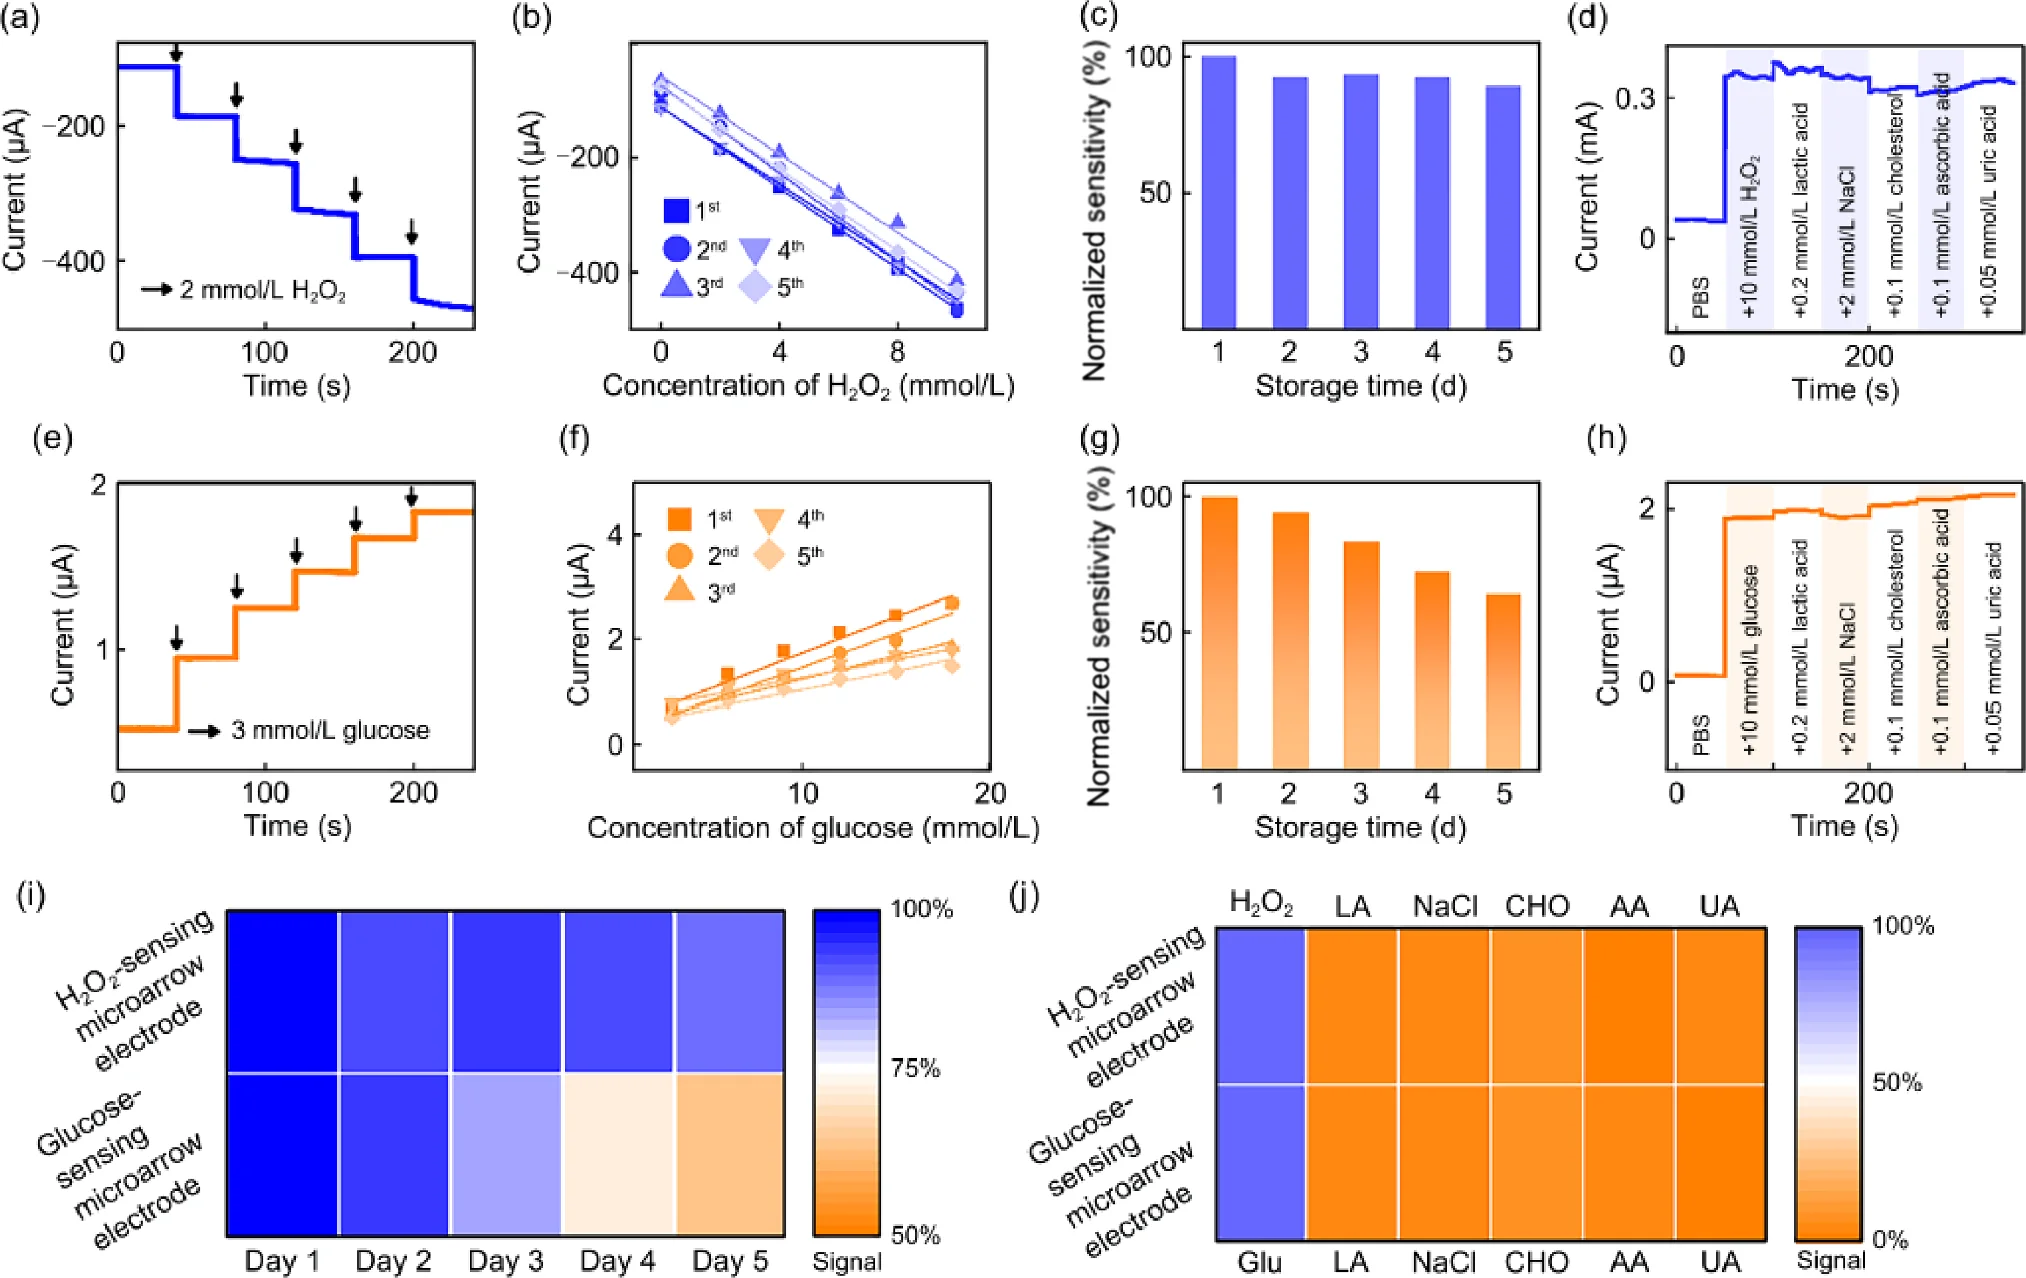 (a)
Current (μA)
−200
−400
→ 2 mmol/L H₂O₂
0 100 200
Time (s)
(b)
Current (μA)
−200
−400
1ˢᵗ
2ⁿᵈ 4ᵗʰ
3ʳᵈ 5ᵗʰ
0 4 8
Concentration of H₂O₂ (mmol/L)
(c)
Normalized sensitivity (%)
100
50
1 2 3 4 5
Storage time (d)
(d)
Current (mA)
0.3
0
PBS
+10 mmol/L H₂O₂
+0.2 mmol/L lactic acid
+2 mmol/L NaCl
+0.1 mmol/L cholesterol
+0.1 mmol/L ascorbic acid
+0.05 mmol/L uric acid
0 200
Time (s)
(e)
Current (μA)
2
1
→ 3 mmol/L glucose
0 100 200
Time (s)
(f)
Current (μA)
4
2
0
1ˢᵗ 4ᵗʰ
2ⁿᵈ 5ᵗʰ
3ʳᵈ
10 20
Concentration of glucose (mmol/L)
(g)
Normalized sensitivity (%)
100
50
1 2 3 4 5
Storage time (d)
(h)
Current (μA)
2
0
PBS
+10 mmol/L glucose
+0.2 mmol/L lactic acid
+2 mmol/L NaCl
+0.1 mmol/L cholesterol
+0.1 mmol/L ascorbic acid
+0.05 mmol/L uric acid
0 200
Time (s)
(i)
H₂O₂-sensing
microarrow
electrode
Glucose-
sensing
microarrow
electrode
Day 1 Day 2 Day 3 Day 4 Day 5
100%
75%
50%
Signal
(j)
H₂O₂ LA NaCl CHO AA UA
H₂O₂-sensing
microarrow
electrode
Glucose-
sensing
microarrow
electrode
Glu LA NaCl CHO AA UA
100%
50%
0%
Signal